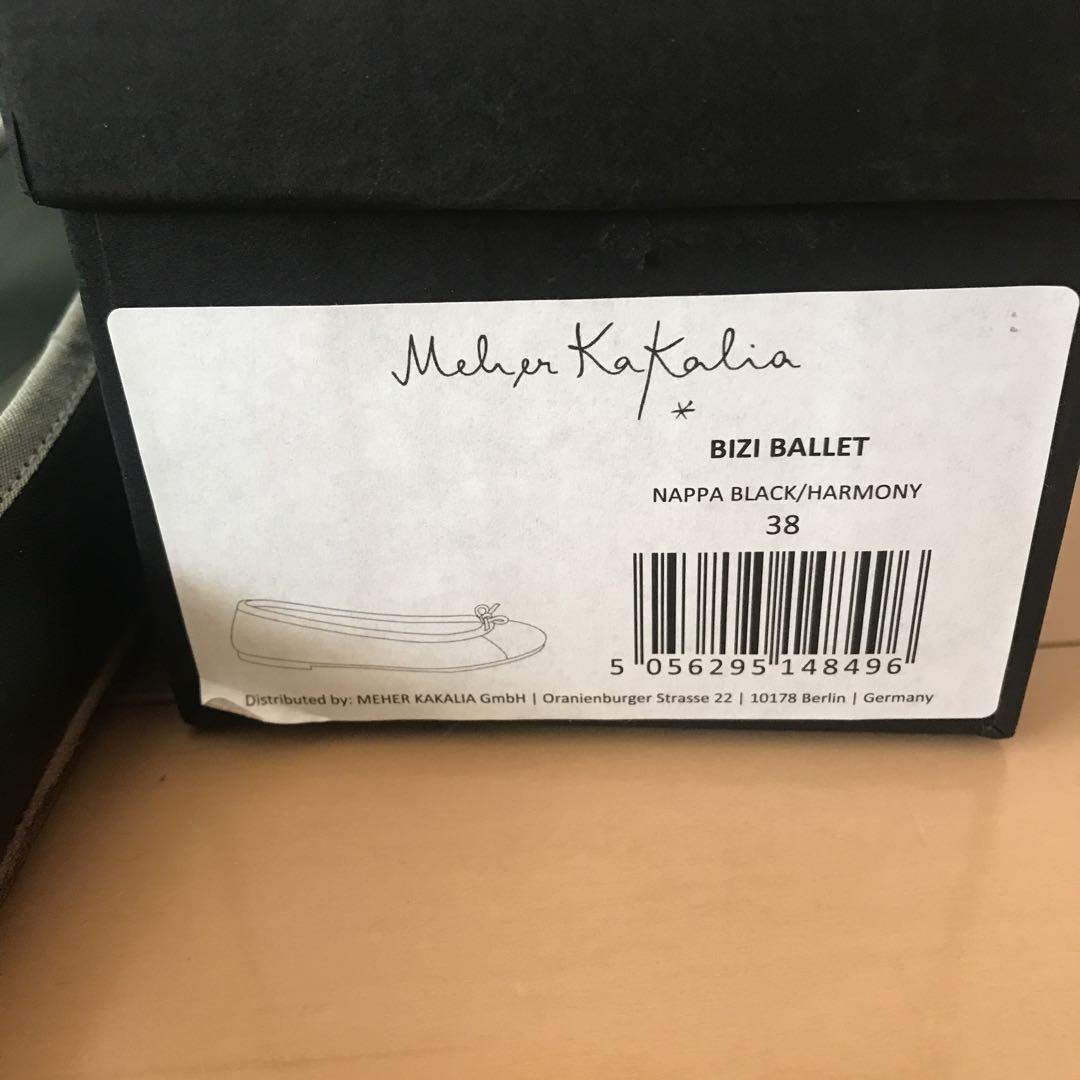 Meher Kakalia
*
BIZI BALLET
NAPPA BLACK/HARMONY
38
5 056295 148496
Distributed by: MEHER KAKALIA GmbH | Oranienburger Strasse 22 | 10178 Berlin | Germany